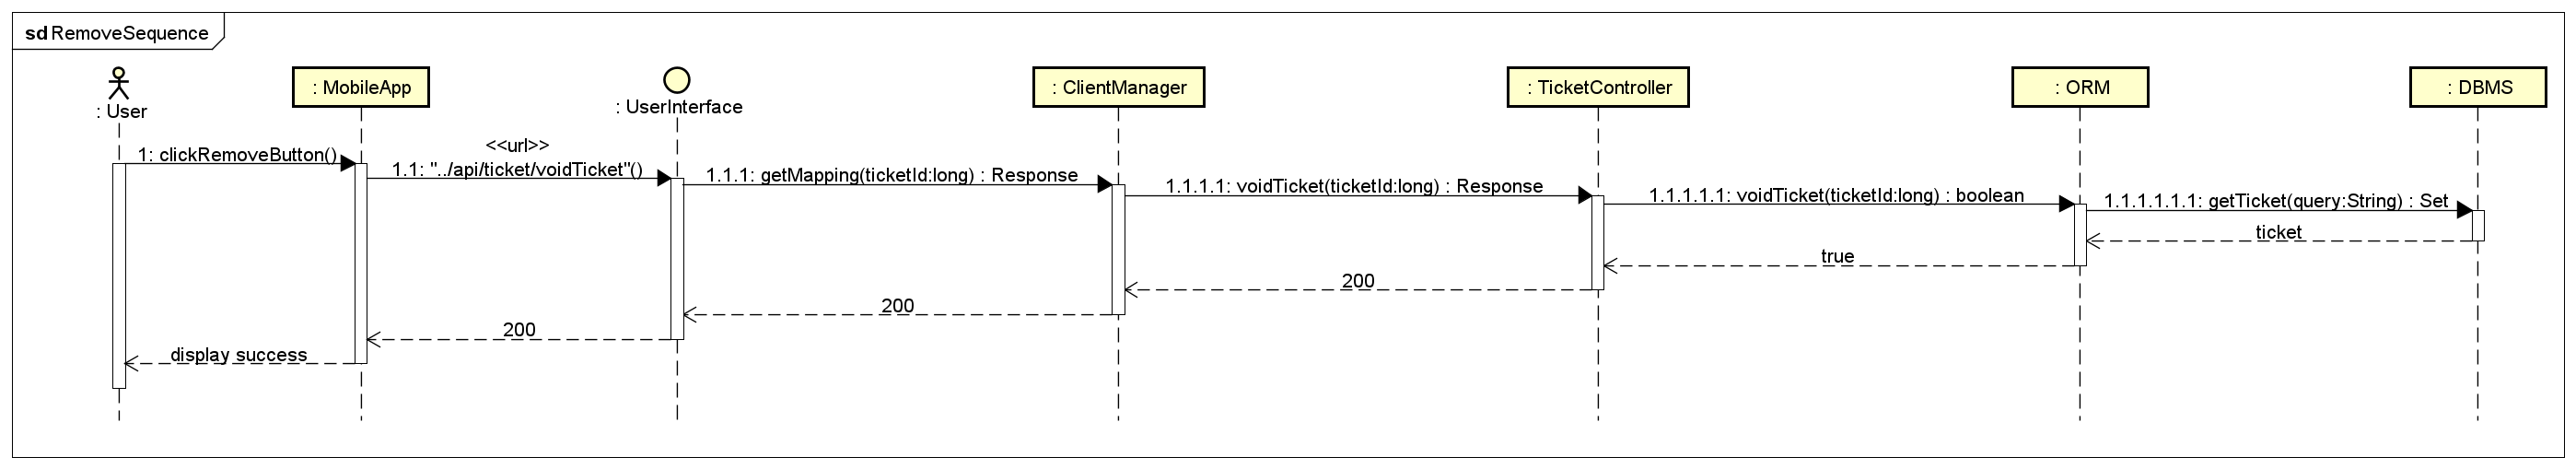 sd RemoveSequence
: User
: MobileApp
: UserInterface
: ClientManager
: TicketController
: ORM
: DBMS
1: clickRemoveButton()
<<url>>
1.1: "../api/ticket/voidTicket"()
1.1.1: getMapping(ticketId:long) : Response
1.1.1.1: voidTicket(ticketId:long) : Response
1.1.1.1.1: voidTicket(ticketId:long) : boolean
1.1.1.1.1.1: getTicket(query:String) : Set
ticket
true
200
200
200
display success